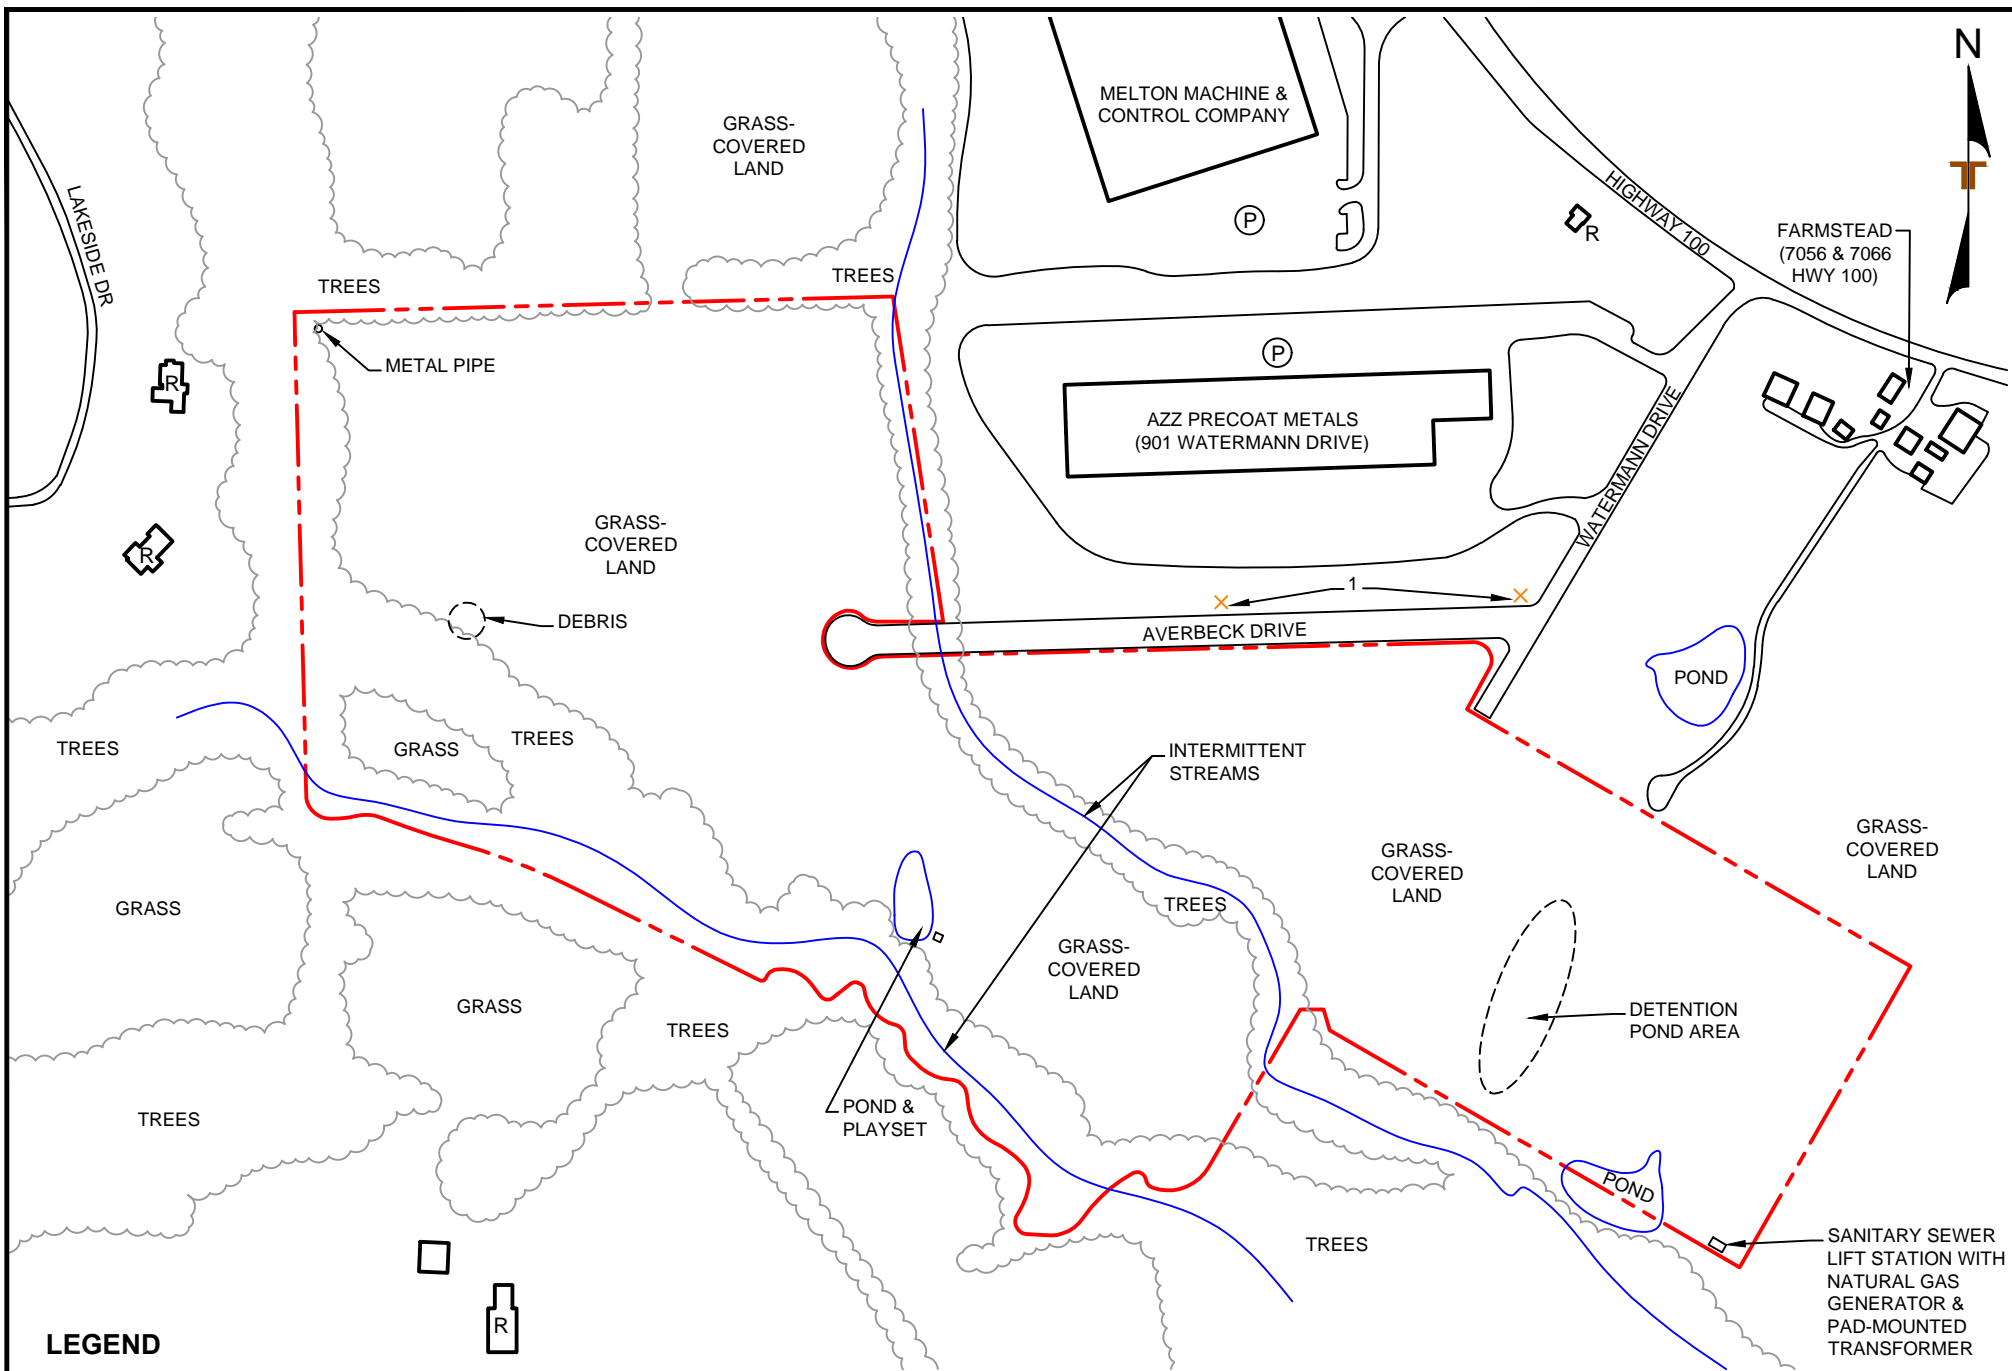 N
MELTON MACHINE &
CONTROL COMPANY
GRASS-
COVERED
LAND
LAKESIDE DR
HIGHWAY 100
P
R
FARMSTEAD
(7056 & 7066
HWY 100)
TREES
TREES
METAL PIPE
P
R
AZZ PRECOAT METALS
(901 WATERMANN DRIVE)
WATERMANN DRIVE
GRASS-
COVERED
LAND
R
1
DEBRIS
AVERBECK DRIVE
POND
TREES
GRASS
TREES
INTERMITTENT
STREAMS
GRASS-
COVERED
LAND
GRASS-
COVERED
LAND
GRASS
TREES
GRASS-
COVERED
LAND
GRASS
TREES
DETENTION
POND AREA
TREES
POND &
PLAYSET
POND
TREES
SANITARY SEWER
LIFT STATION WITH
NATURAL GAS
GENERATOR &
PAD-MOUNTED
TRANSFORMER
R
LEGEND